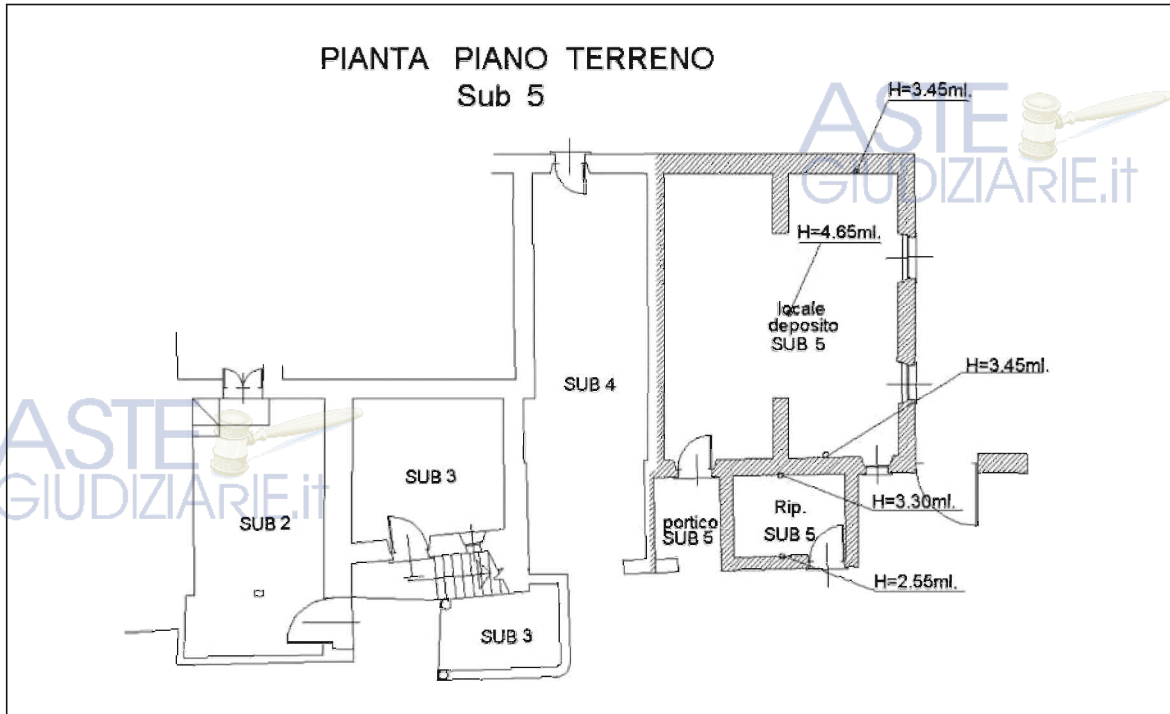 PIANTA PIANO TERRENO
Sub 5
H=3.45ml.
ASTE
GIUDIZIARIE.it
H=4.65ml.
locale
deposito
SUB 5
H=3.45ml.
SUB 4
ASTE
GIUDIZIARIE.it
SUB 3
SUB 2
H=3.30ml.
Rip.
SUB 5
portico
SUB 5
H=2.55ml.
SUB 3